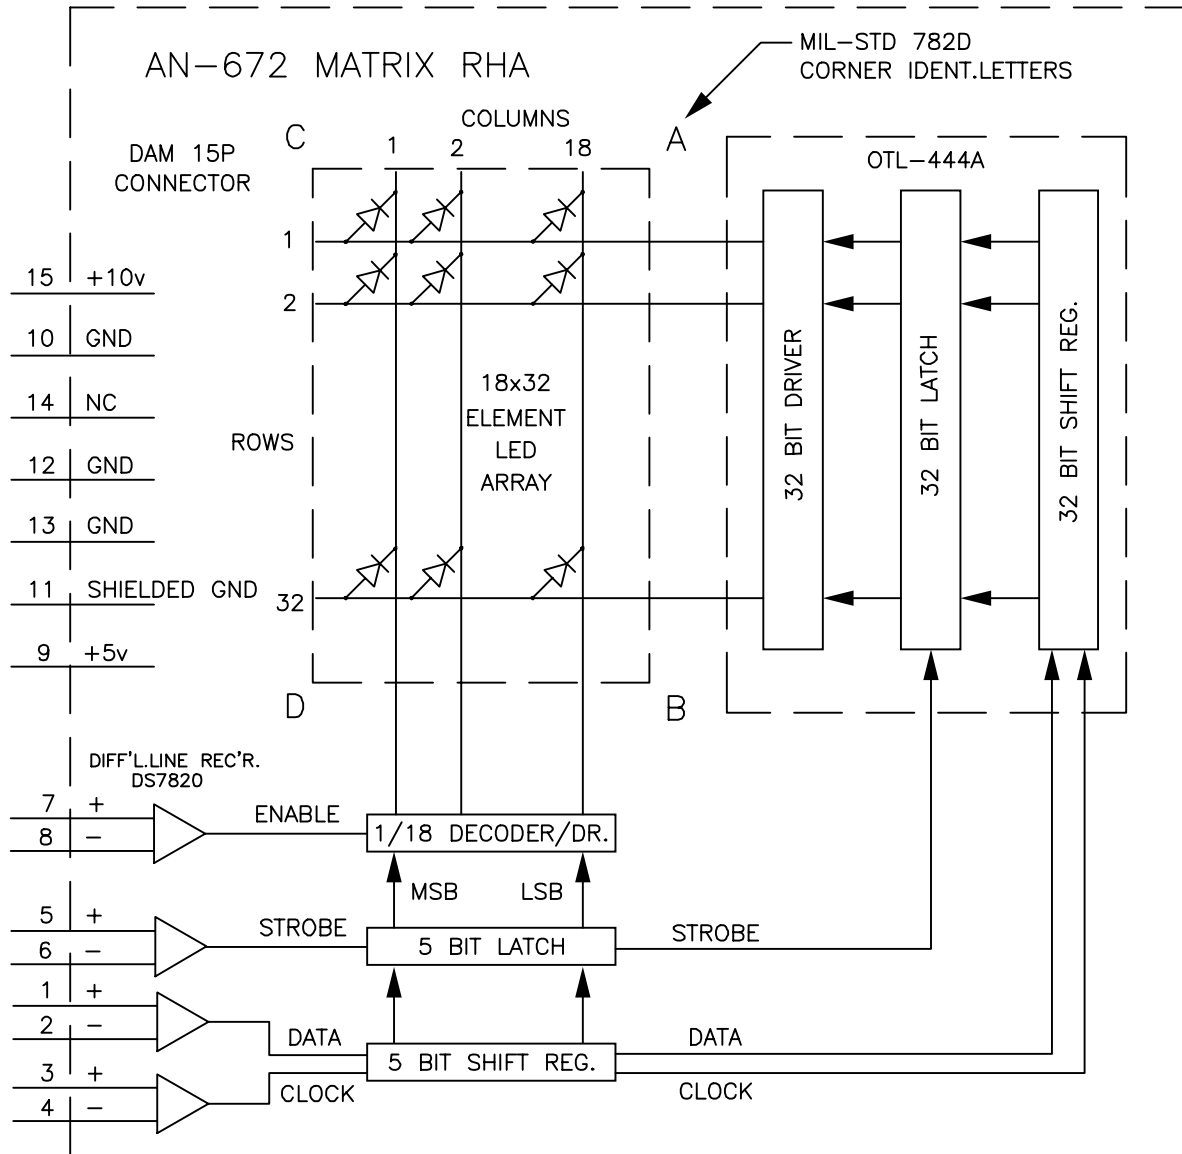 MIL-STD 782D
CORNER IDENT.LETTERS
AN-672 MATRIX RHA
COLUMNS
C
1
2
18
A
DAM 15P
CONNECTOR
OTL-444A
1
2
ROWS
32
18x32
ELEMENT
LED
ARRAY
32 BIT DRIVER
32 BIT LATCH
32 BIT SHIFT REG.
15 +10v
10 GND
14 NC
12 GND
13 GND
11 SHIELDED GND
9 +5v
D
B
DIFF'L.LINE REC'R.
DS7820
7 +
8 -
ENABLE
1/18 DECODER/DR.
MSB
LSB
5 +
6 -
STROBE
5 BIT LATCH
STROBE
1 +
2 -
DATA
5 BIT SHIFT REG.
DATA
3 +
4 -
CLOCK
CLOCK